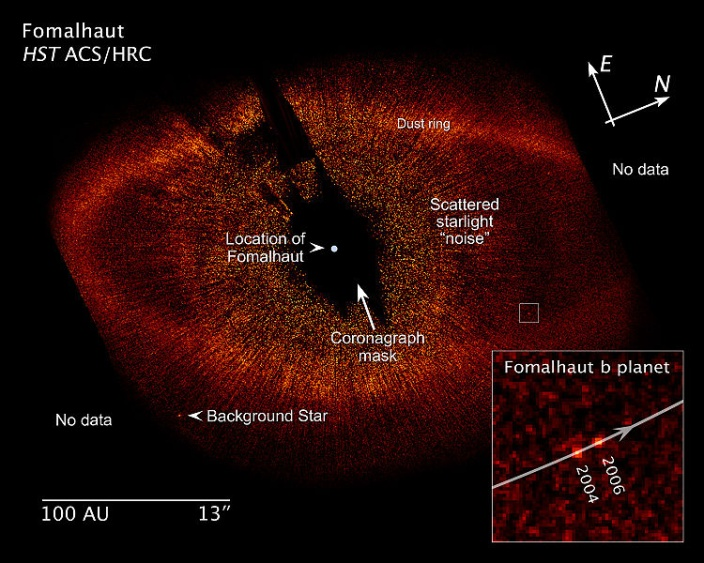 Fomalhaut
HST ACS/HRC
E
N
Dust ring
No data
Scattered
starlight
“noise”
Location of
Fomalhaut
Coronagraph
mask
Fomalhaut b planet
No data
Background Star
2006
2004
100 AU
13″